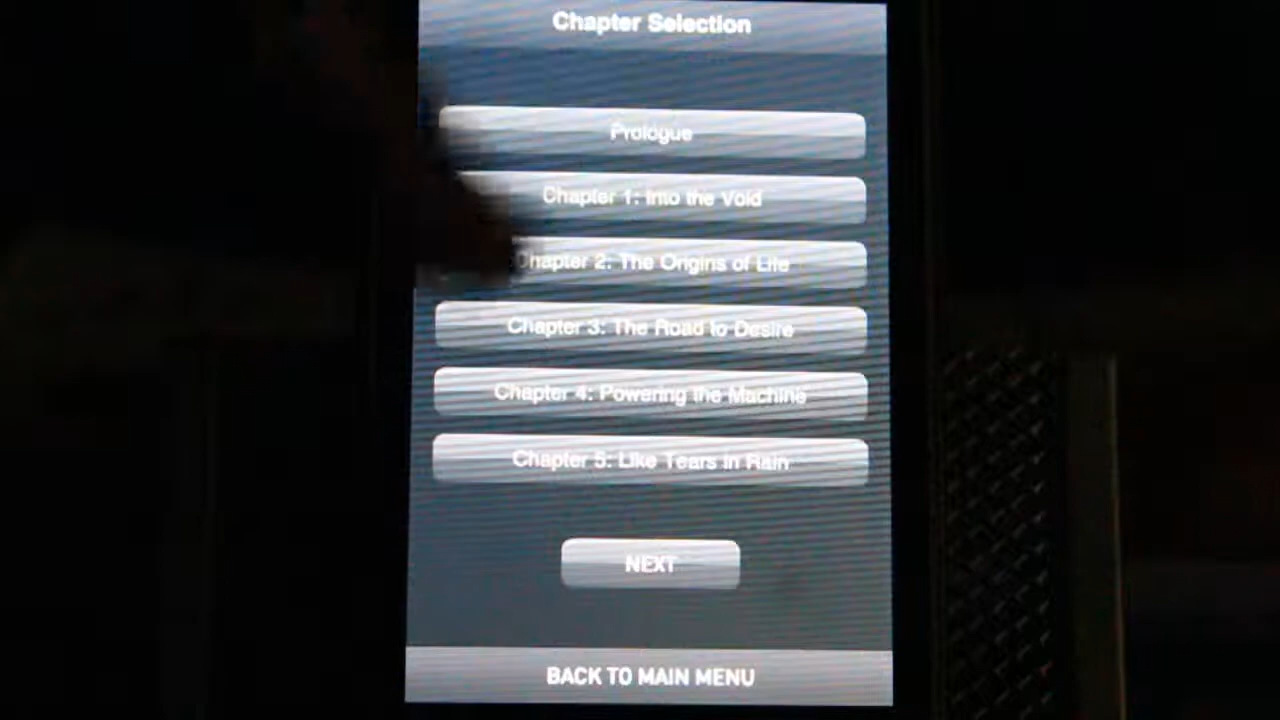 Chapter Selection
Prologue
Chapter 1: Into the Void
Chapter 2: The Origins of Life
Chapter 3: The Road to Desire
Chapter 4: Powering the Machine
Chapter 5: Like Tears in Rain
NEXT
BACK TO MAIN MENU